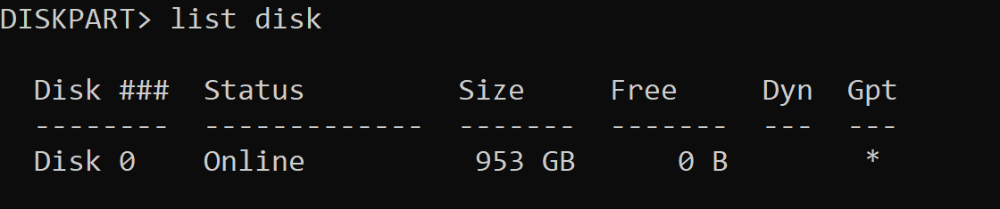 DISKPART> list disk
Disk ###  Status         Size     Free     Dyn  Gpt
--------  -------------  -------  -------  ---  ---
Disk 0    Online          953 GB      0 B        *